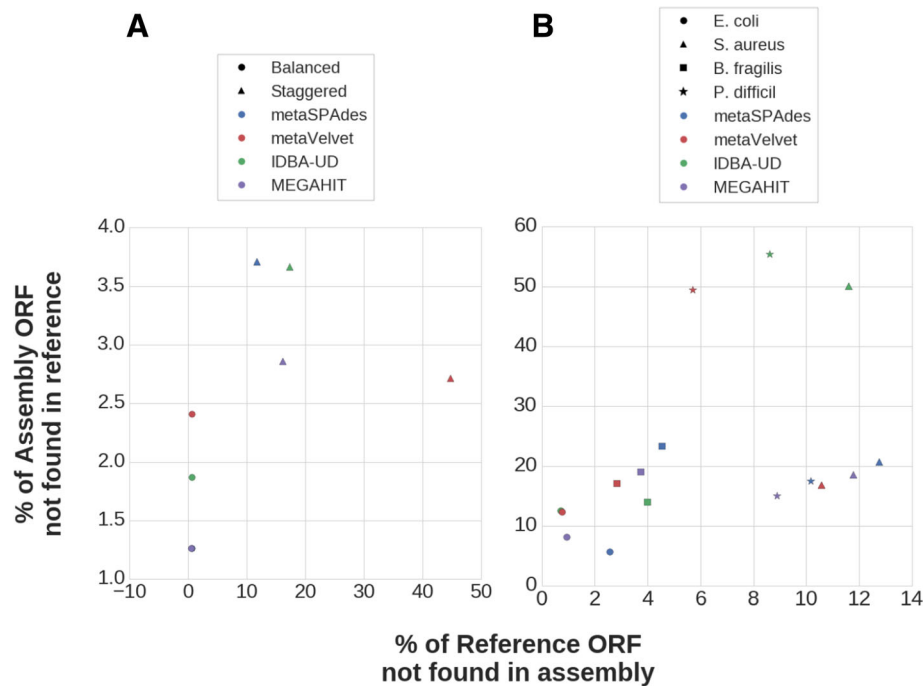 A
Balanced
Staggered
metaSPAdes
metaVelvet
IDBA-UD
MEGAHIT
B
E. coli
S. aureus
B. fragilis
P. difficil
metaSPAdes
metaVelvet
IDBA-UD
MEGAHIT
% of Assembly ORF
not found in reference
4.0
3.5
3.0
2.5
2.0
1.5
1.0
−10 0 10 20 30 40 50
60
50
40
30
20
10
0
0 2 4 6 8 10 12 14
% of Reference ORF
not found in assembly